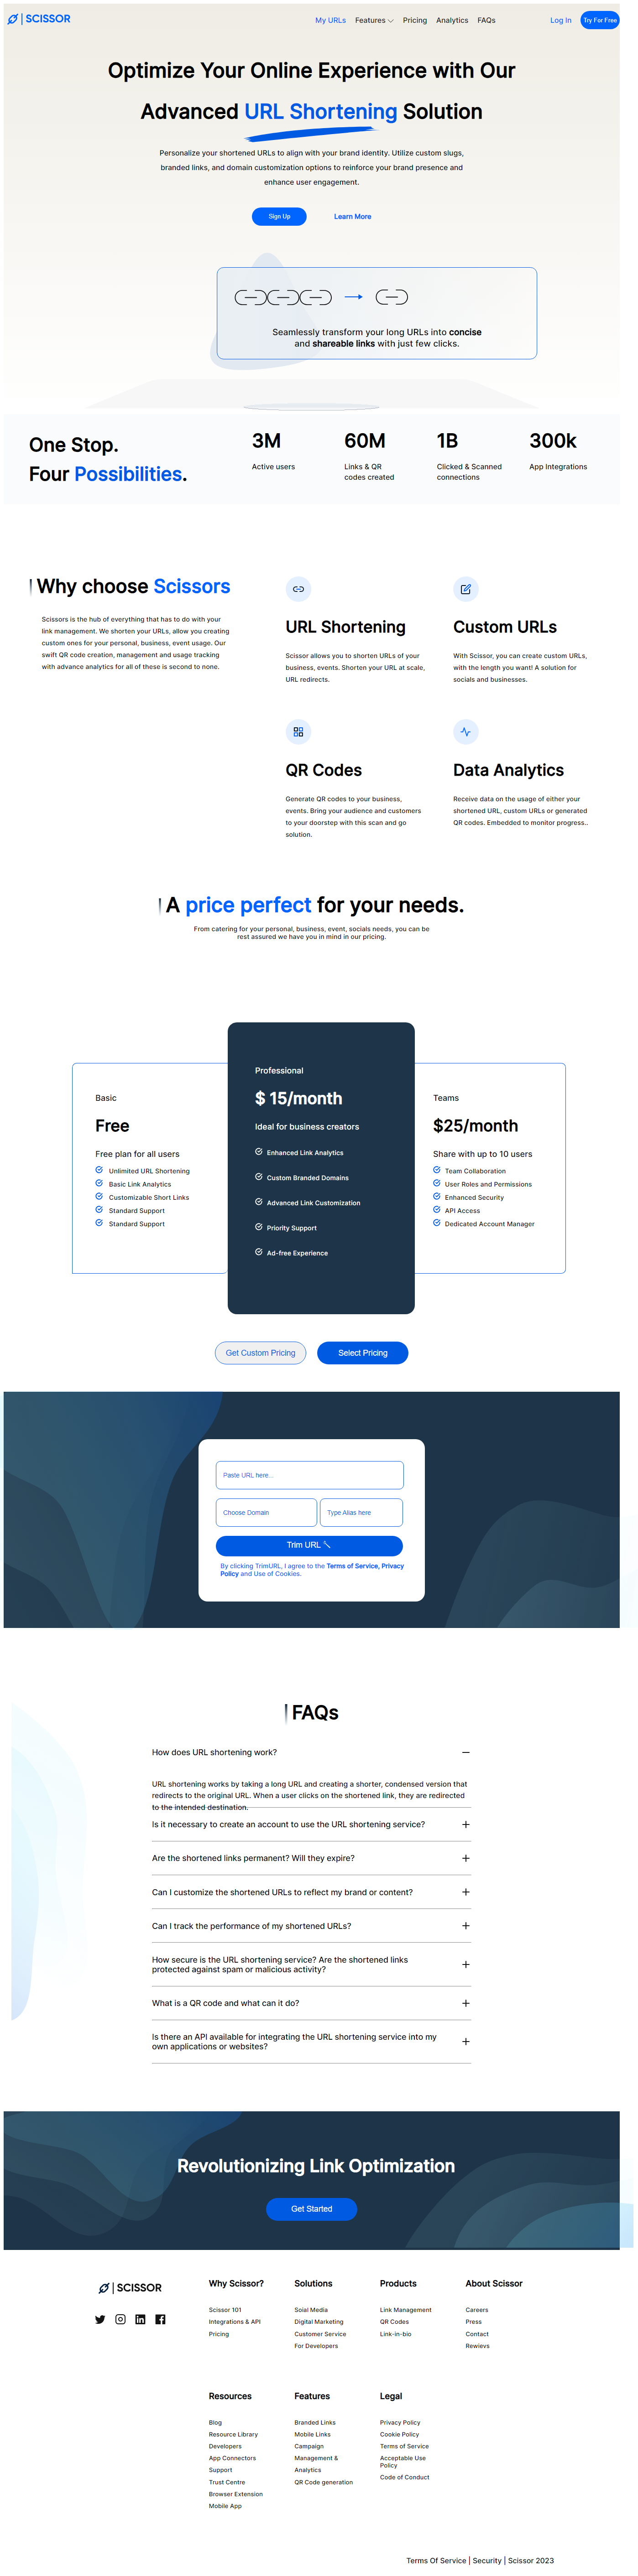 SCISSOR
My URLs Features Pricing Analytics FAQs
Log In Try For Free
Optimize Your Online Experience with Our
Advanced URL Shortening Solution
Personalize your shortened URLs to align with your brand identity. Utilize custom slugs,
branded links, and domain customization options to reinforce your brand presence and
enhance user engagement.
Sign Up Learn More
Seamlessly transform your long URLs into concise
and shareable links with just few clicks.
One Stop.
Four Possibilities.
3M
Active users
60M
Links & QR
codes created
1B
Clicked & Scanned
connections
300k
App Integrations
Why choose Scissors
Scissors is the hub of everything that has to do with your
link management. We shorten your URLs, allow you creating
custom ones for your personal, business, event usage. Our
swift QR code creation, management and usage tracking
with advance analytics for all of these is second to none.
URL Shortening
Scissor allows you to shorten URLs of your
business, events. Shorten your URL at scale,
URL redirects.
Custom URLs
With Scissor, you can create custom URLs,
with the length you want! A solution for
socials and businesses.
QR Codes
Generate QR codes to your business,
events. Bring your audience and customers
to your doorstep with this scan and go
solution.
Data Analytics
Receive data on the usage of either your
shortened URL, custom URLs or generated
QR codes. Embedded to monitor progress..
A price perfect for your needs.
From catering for your personal, business, event, socials needs, you can be
rest assured we have you in mind in our pricing.
Basic
Free
Free plan for all users
Unlimited URL Shortening
Basic Link Analytics
Customizable Short Links
Standard Support
Standard Support
Professional
$ 15/month
Ideal for business creators
Enhanced Link Analytics
Custom Branded Domains
Advanced Link Customization
Priority Support
Ad-free Experience
Teams
$25/month
Share with up to 10 users
Team Collaboration
User Roles and Permissions
Enhanced Security
API Access
Dedicated Account Manager
Get Custom Pricing Select Pricing
Paste URL here...
Choose Domain Type Alias here
Trim URL
By clicking TrimURL, I agree to the Terms of Service, Privacy
Policy and Use of Cookies.
FAQs
How does URL shortening work?
URL shortening works by taking a long URL and creating a shorter, condensed version that
redirects to the original URL. When a user clicks on the shortened link, they are redirected
to the intended destination.
Is it necessary to create an account to use the URL shortening service?
Are the shortened links permanent? Will they expire?
Can I customize the shortened URLs to reflect my brand or content?
Can I track the performance of my shortened URLs?
How secure is the URL shortening service? Are the shortened links
protected against spam or malicious activity?
What is a QR code and what can it do?
Is there an API available for integrating the URL shortening service into my
own applications or websites?
Revolutionizing Link Optimization
Get Started
SCISSOR
Why Scissor?
Scissor 101
Integrations & API
Pricing
Solutions
Soial Media
Digital Marketing
Customer Service
For Developers
Products
Link Management
QR Codes
Link-in-bio
About Scissor
Careers
Press
Contact
Rewievs
Resources
Blog
Resource Library
Developers
App Connectors
Support
Trust Centre
Browser Extension
Mobile App
Features
Branded Links
Mobile Links
Campaign
Management &
Analytics
QR Code generation
Legal
Privacy Policy
Cookie Policy
Terms of Service
Acceptable Use
Policy
Code of Conduct
Terms Of Service | Security | Scissor 2023